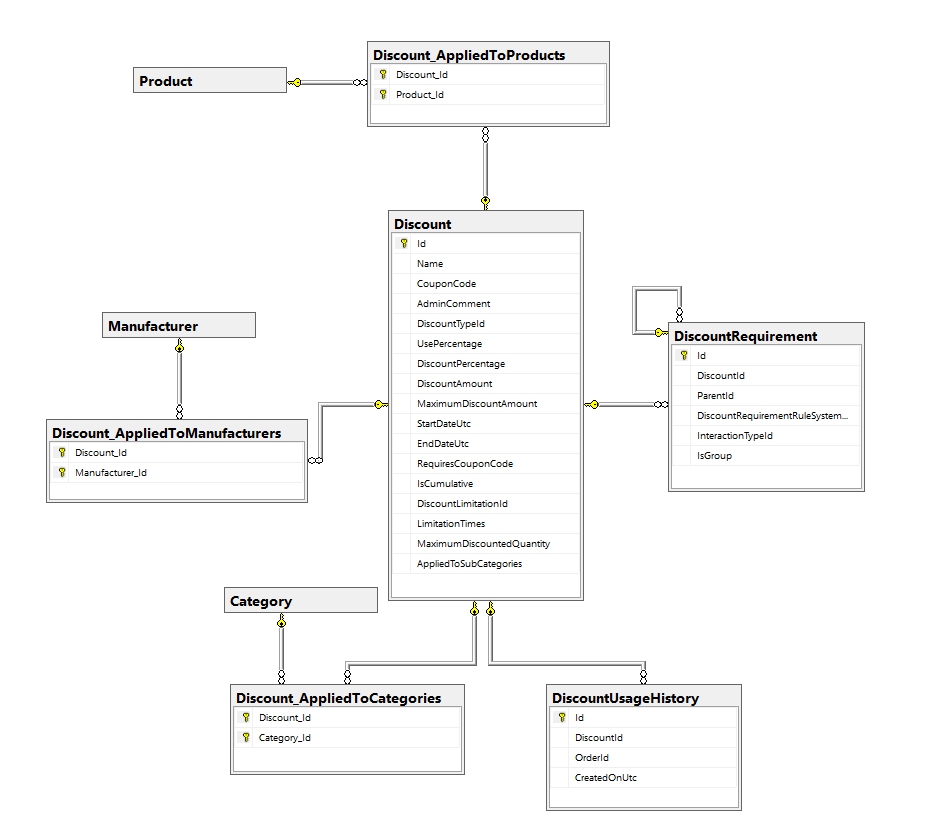 Discount_AppliedToProducts
Discount_Id
Product_Id
Product
Discount
Id
Name
CouponCode
AdminComment
DiscountTypeId
UsePercentage
DiscountPercentage
DiscountAmount
MaximumDiscountAmount
StartDateUtc
EndDateUtc
RequiresCouponCode
IsCumulative
DiscountLimitationId
LimitationTimes
MaximumDiscountedQuantity
AppliedToSubCategories
Manufacturer
Discount_AppliedToManufacturers
Discount_Id
Manufacturer_Id
DiscountRequirement
Id
DiscountId
ParentId
DiscountRequirementRuleSystem...
InteractionTypeId
IsGroup
Category
Discount_AppliedToCategories
Discount_Id
Category_Id
DiscountUsageHistory
Id
DiscountId
OrderId
CreatedOnUtc